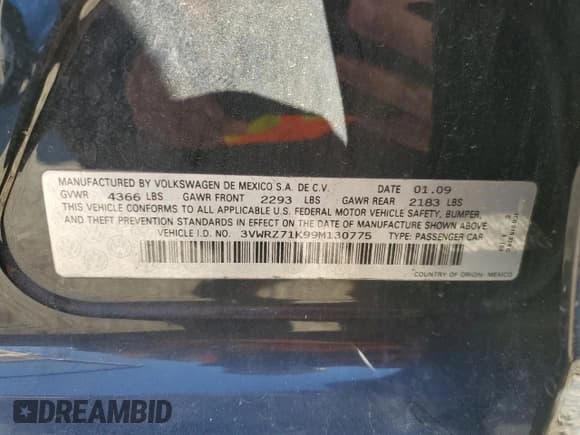 MANUFACTURED BY VOLKSWAGEN DE MEXICO S.A. DE C.V. DATE 01.09
GVWR 4366 LBS GAWR FRONT 2293 LBS GAWR REAR 2183 LBS
THIS VEHICLE CONFORMS TO ALL APPLICABLE U.S. FEDERAL MOTOR VEHICLE SAFETY, BUMPER,
AND THEFT PREVENTION STANDARDS IN EFFECT ON THE DATE OF MANUFACTURE SHOWN ABOVE.
VEHICLE I.D. NO. 3VWRZ71K99M130775 TYPE: PASSENGER CAR
COUNTRY OF ORIGIN: MEXICO
DREAMBID